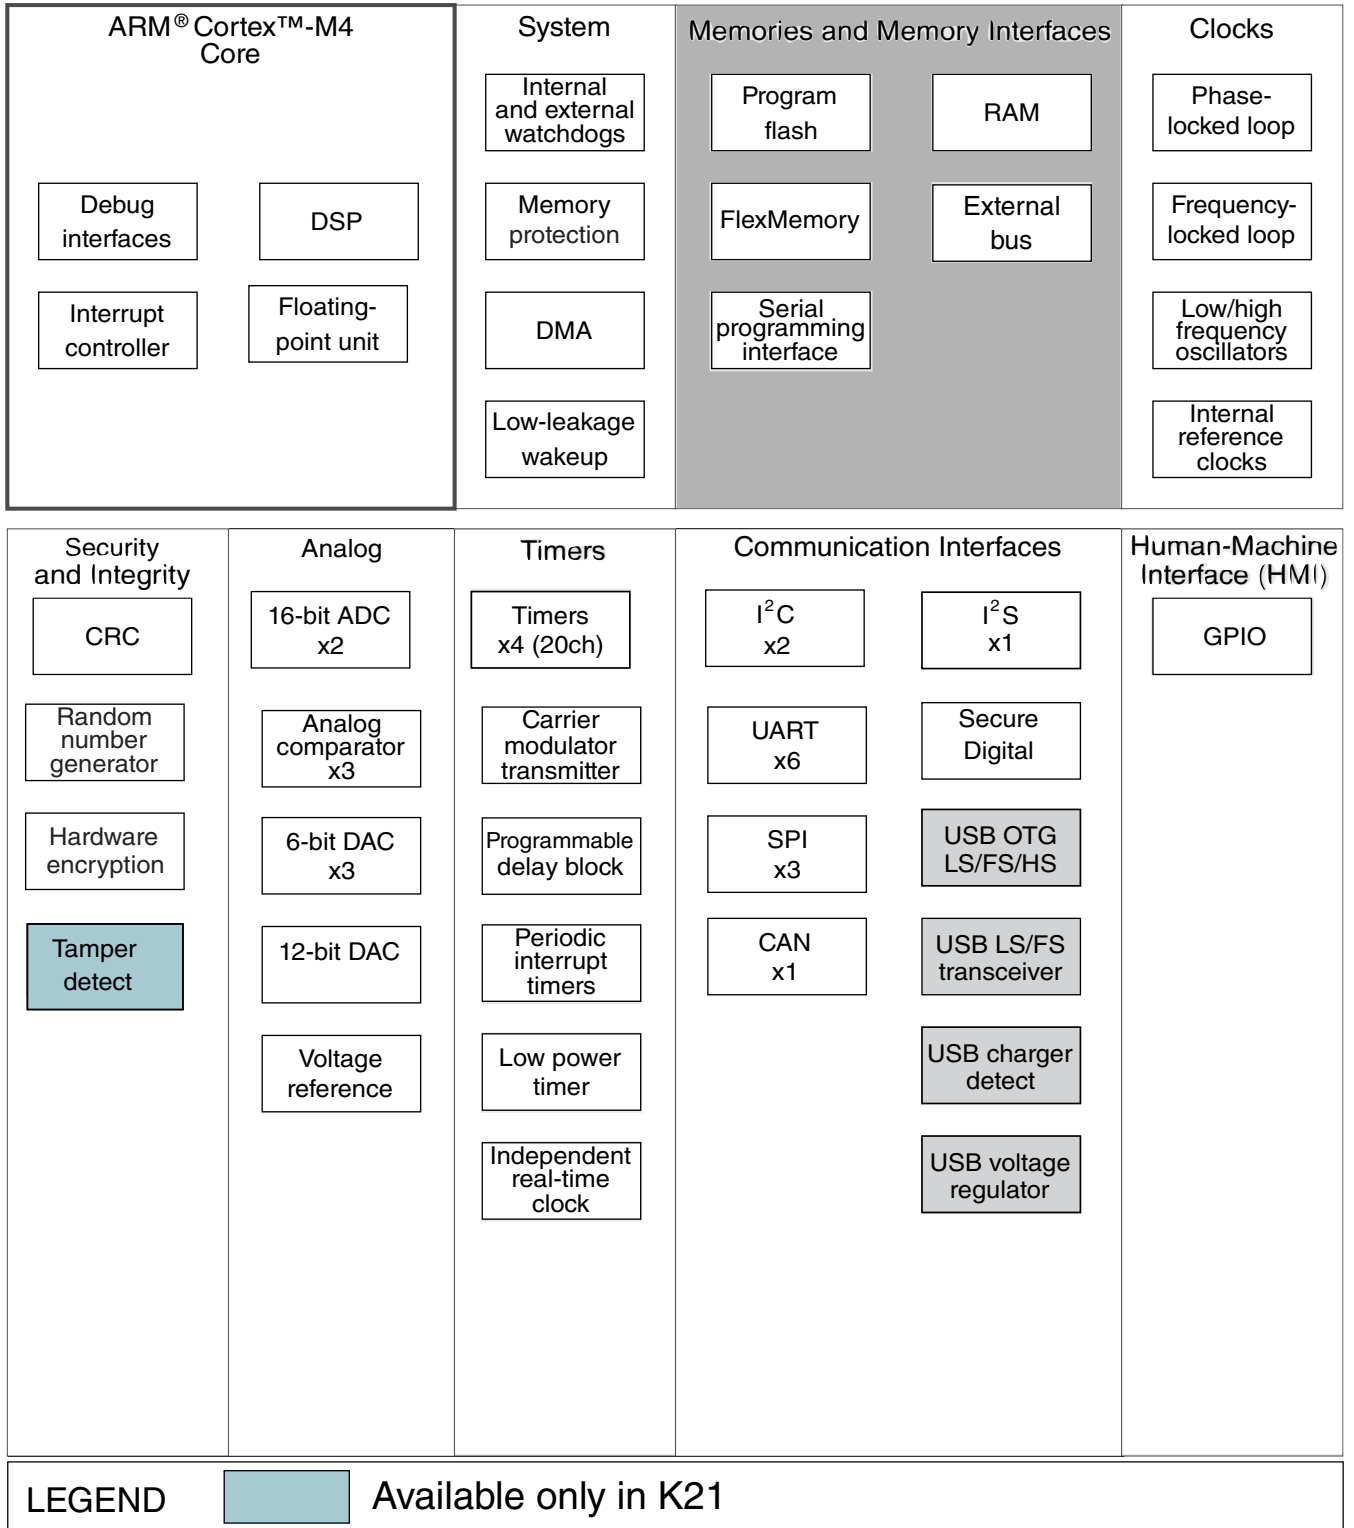 ARM® Cortex™-M4
Core
Debug
interfaces
DSP
Interrupt
controller
Floating-
point unit
System
Internal
and external
watchdogs
Memory
protection
DMA
Low-leakage
wakeup
Memories and Memory Interfaces
Program
flash
RAM
FlexMemory
External
bus
Serial
programming
interface
Clocks
Phase-
locked loop
Frequency-
locked loop
Low/high
frequency
oscillators
Internal
reference
clocks
Security
and Integrity
CRC
Random
number
generator
Hardware
encryption
Tamper
detect
Analog
16-bit ADC
x2
Analog
comparator
x3
6-bit DAC
x3
12-bit DAC
Voltage
reference
Timers
Timers
x4 (20ch)
Carrier
modulator
transmitter
Programmable
delay block
Periodic
interrupt
timers
Low power
timer
Independent
real-time
clock
Communication Interfaces
I²C
x2
I²S
x1
UART
x6
Secure
Digital
SPI
x3
USB OTG
LS/FS/HS
CAN
x1
USB LS/FS
transceiver
USB charger
detect
USB voltage
regulator
Human-Machine
Interface (HMI)
GPIO
LEGEND
Available only in K21